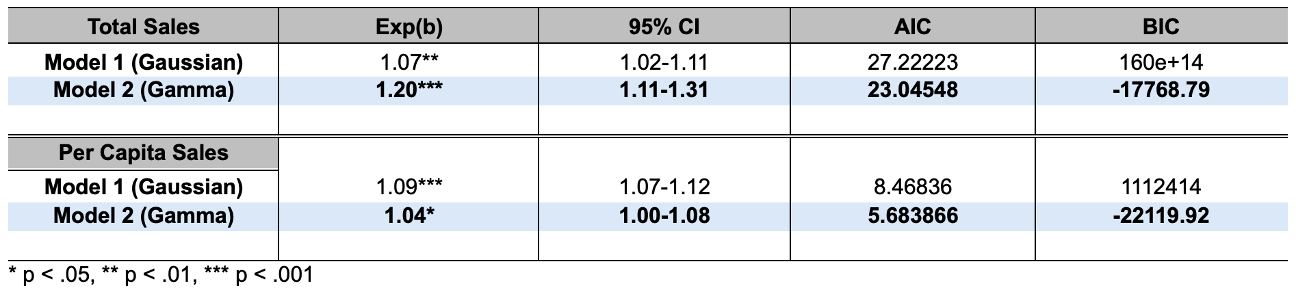 Total Sales Exp(b) 95% CI AIC BIC
Model 1 (Gaussian) 1.07** 1.02-1.11 27.22223 160e+14
Model 2 (Gamma) 1.20*** 1.11-1.31 23.04548 -17768.79
Per Capita Sales
Model 1 (Gaussian) 1.09*** 1.07-1.12 8.46836 1112414
Model 2 (Gamma) 1.04* 1.00-1.08 5.683866 -22119.92
* p < .05, ** p < .01, *** p < .001